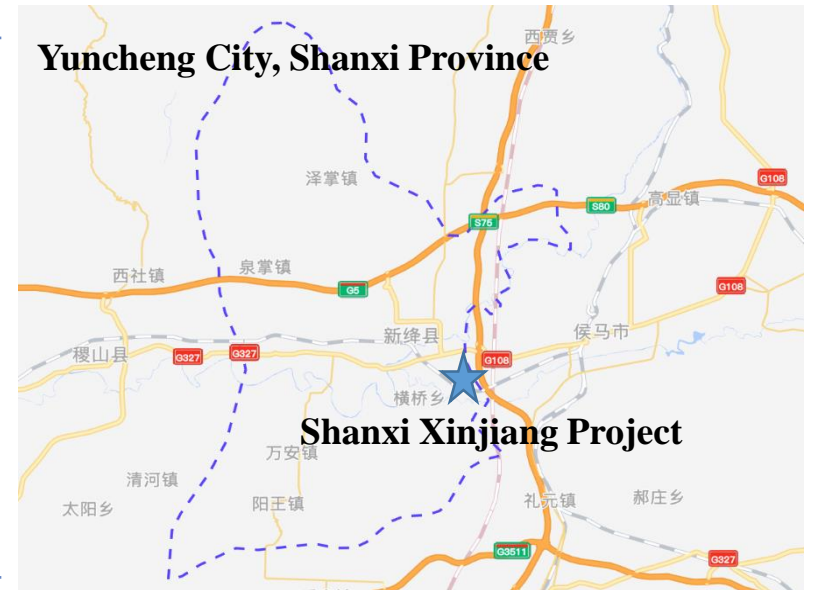 西贾乡
Yuncheng City, Shanxi Province
泽掌镇
G108
高显镇
S80
S75
泉掌镇
西社镇
G5
G108
新绛县
侯马市
稷山县
G327
G327
G108
横桥乡
Shanxi Xinjiang Project
万安镇
清河镇
太阳乡
阳王镇
礼元镇
郝庄乡
G3511
G327